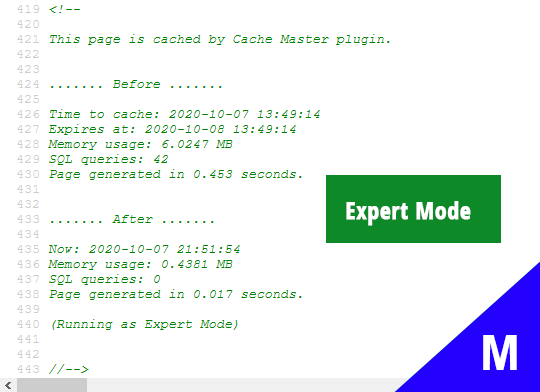 419 <!--
420
421 This page is cached by Cache Master plugin.
422
423
424 ....... Before .......
425
426 Time to cache: 2020-10-07 13:49:14
427 Expires at: 2020-10-08 13:49:14
428 Memory usage: 6.0247 MB
429 SQL queries: 42
430 Page generated in 0.453 seconds.
431
432
433 ....... After .......
434
435 Now: 2020-10-07 21:51:54
436 Memory usage: 0.4381 MB
437 SQL queries: 0
438 Page generated in 0.017 seconds.
439
440 (Running as Expert Mode)
441
442
443 //-->
Expert Mode
M